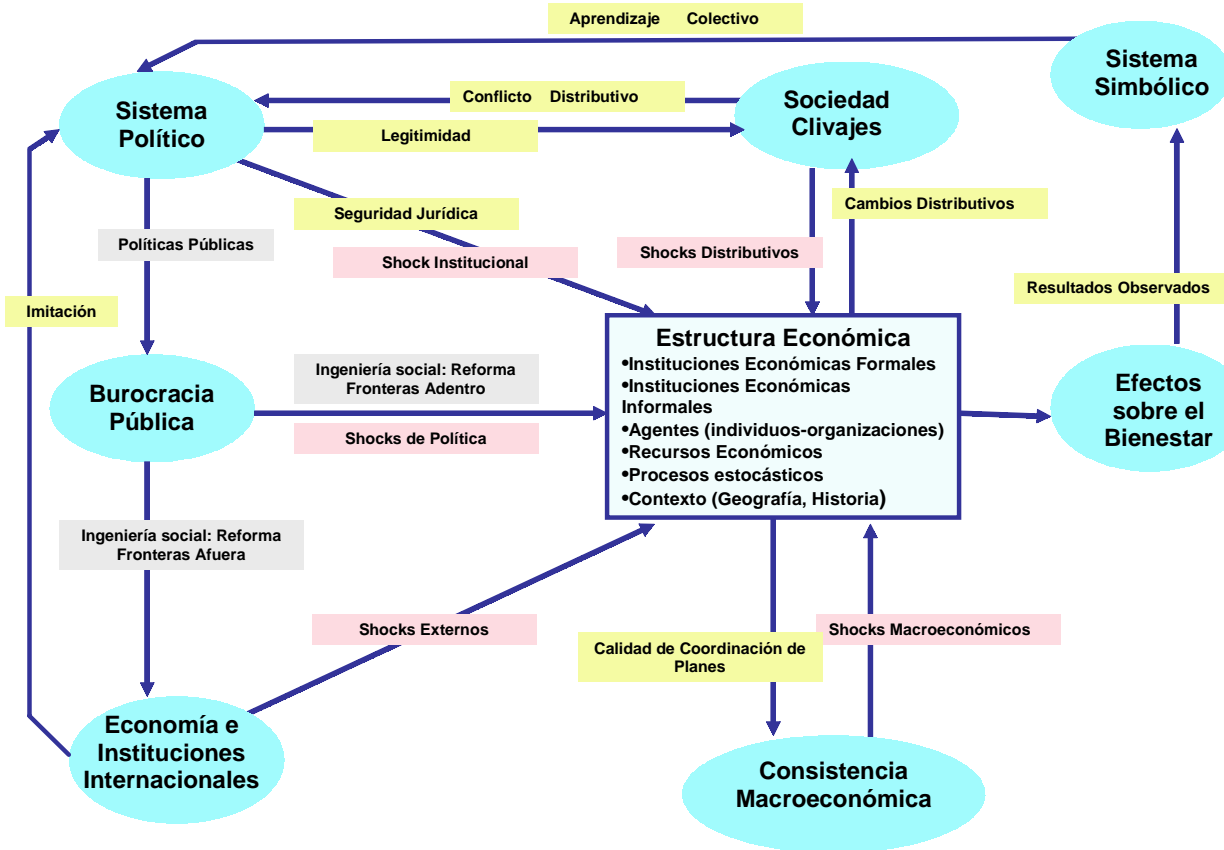 Aprendizaje Colectivo
Sistema
Simbólico
Sistema
Político
Conflicto Distributivo
Legitimidad
Sociedad
Clivajes
Seguridad Jurídica
Cambios Distributivos
Políticas Públicas
Shock Institucional
Shocks Distributivos
Imitación
Resultados Observados
Estructura Económica
•Instituciones Económicas Formales
•Instituciones Económicas
Informales
•Agentes (individuos-organizaciones)
•Recursos Económicos
•Procesos estocásticos
•Contexto (Geografía, Historia)
Burocracia
Pública
Ingeniería social: Reforma
Fronteras Adentro
Shocks de Política
Efectos
sobre el
Bienestar
Ingeniería social: Reforma
Fronteras Afuera
Shocks Externos
Calidad de Coordinación de
Planes
Shocks Macroeconómicos
Economía e
Instituciones
Internacionales
Consistencia
Macroeconómica